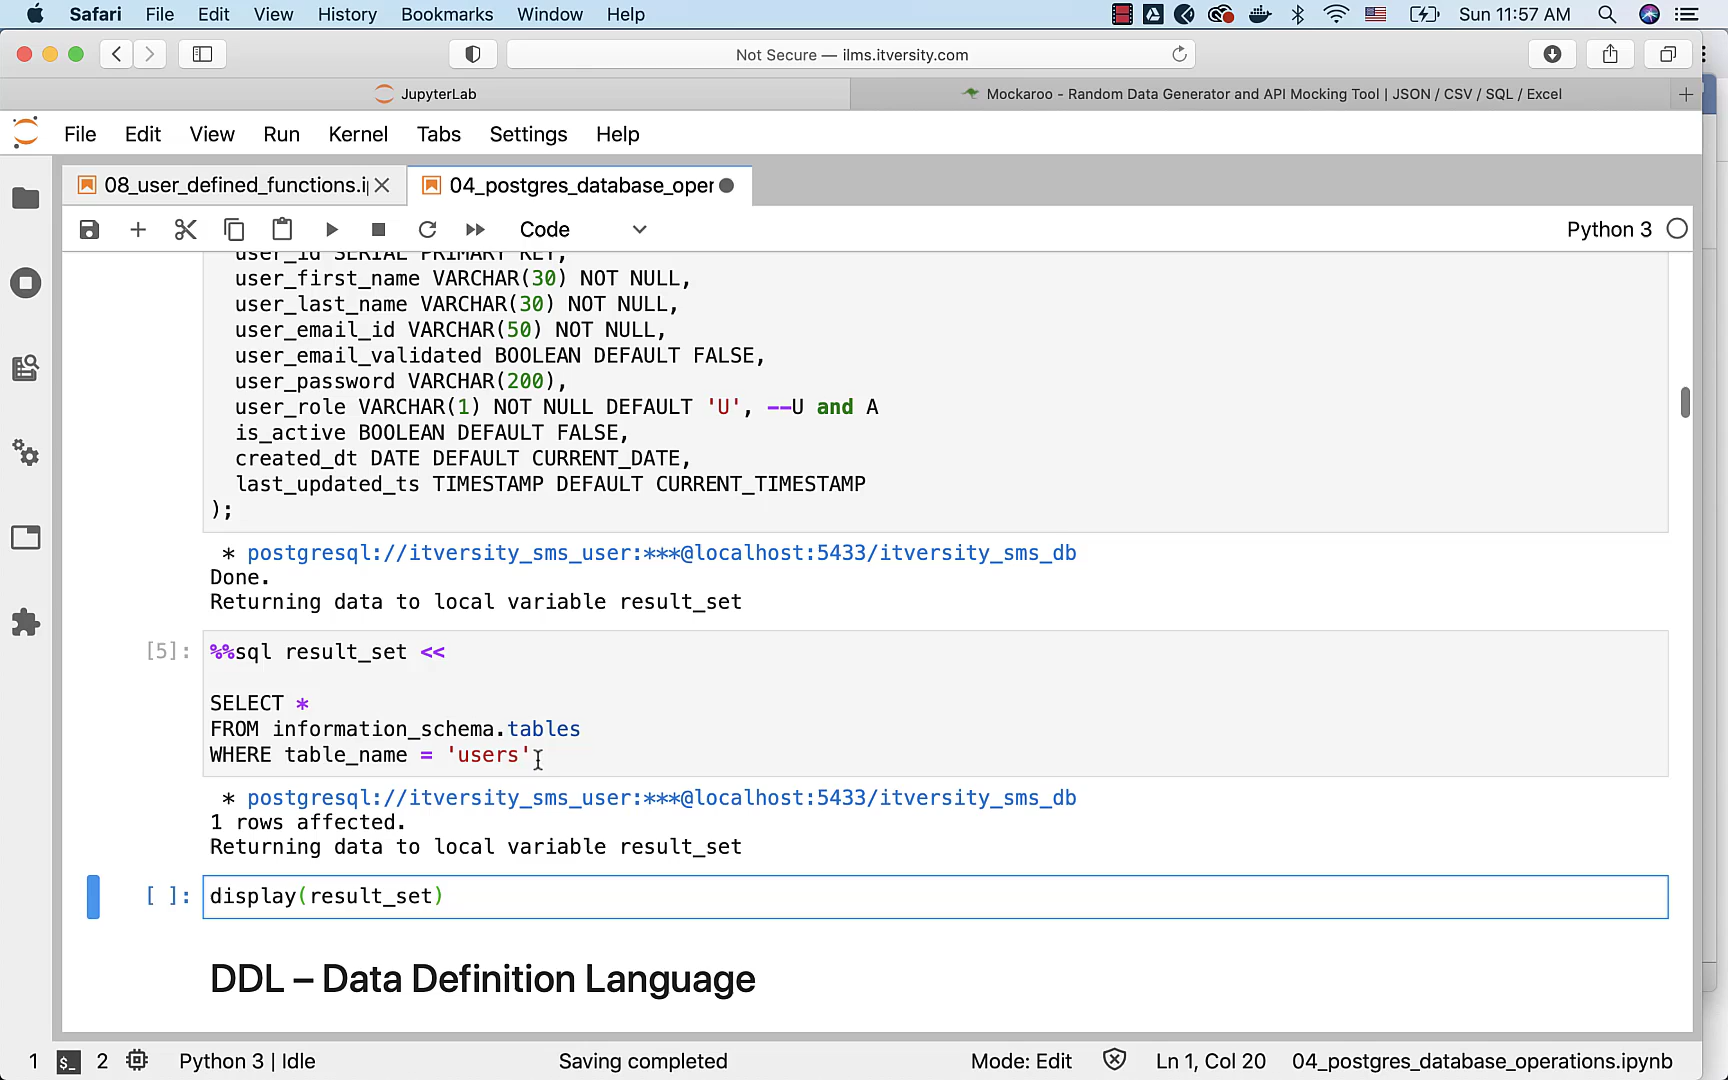 Safari File Edit View History Bookmarks Window Help Sun 11:57 AM
Not Secure — ilms.itversity.com
JupyterLab
Mockaroo - Random Data Generator and API Mocking Tool | JSON / CSV / SQL / Excel
File Edit View Run Kernel Tabs Settings Help
08_user_defined_functions.i
04_postgres_database_oper
Code
Python 3
user_id SERIAL PRIMARY KEY,
user_first_name VARCHAR(30) NOT NULL,
user_last_name VARCHAR(30) NOT NULL,
user_email_id VARCHAR(50) NOT NULL,
user_email_validated BOOLEAN DEFAULT FALSE,
user_password VARCHAR(200),
user_role VARCHAR(1) NOT NULL DEFAULT 'U', --U and A
is_active BOOLEAN DEFAULT FALSE,
created_dt DATE DEFAULT CURRENT_DATE,
last_updated_ts TIMESTAMP DEFAULT CURRENT_TIMESTAMP
);
* postgresql://itversity_sms_user:***@localhost:5433/itversity_sms_db
Done.
Returning data to local variable result_set
[5]: %%sql result_set <<
SELECT *
FROM information_schema.tables
WHERE table_name = 'users'
* postgresql://itversity_sms_user:***@localhost:5433/itversity_sms_db
1 rows affected.
Returning data to local variable result_set
[ ]: display(result_set)
DDL – Data Definition Language
1 2 Python 3 | Idle Saving completed Mode: Edit Ln 1, Col 20 04_postgres_database_operations.ipynb